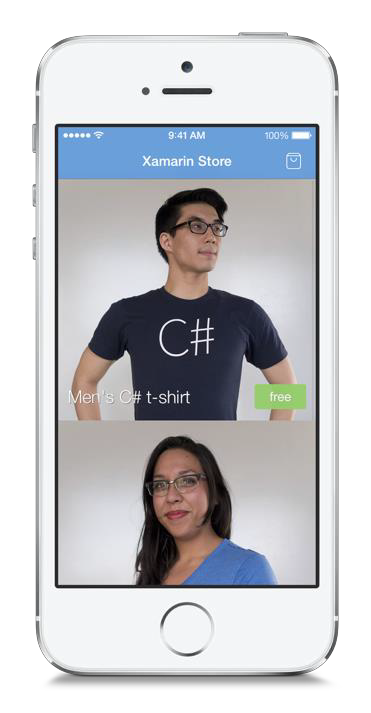 9:41 AM
100%
Xamarin Store
C#
Men's C# t-shirt
free